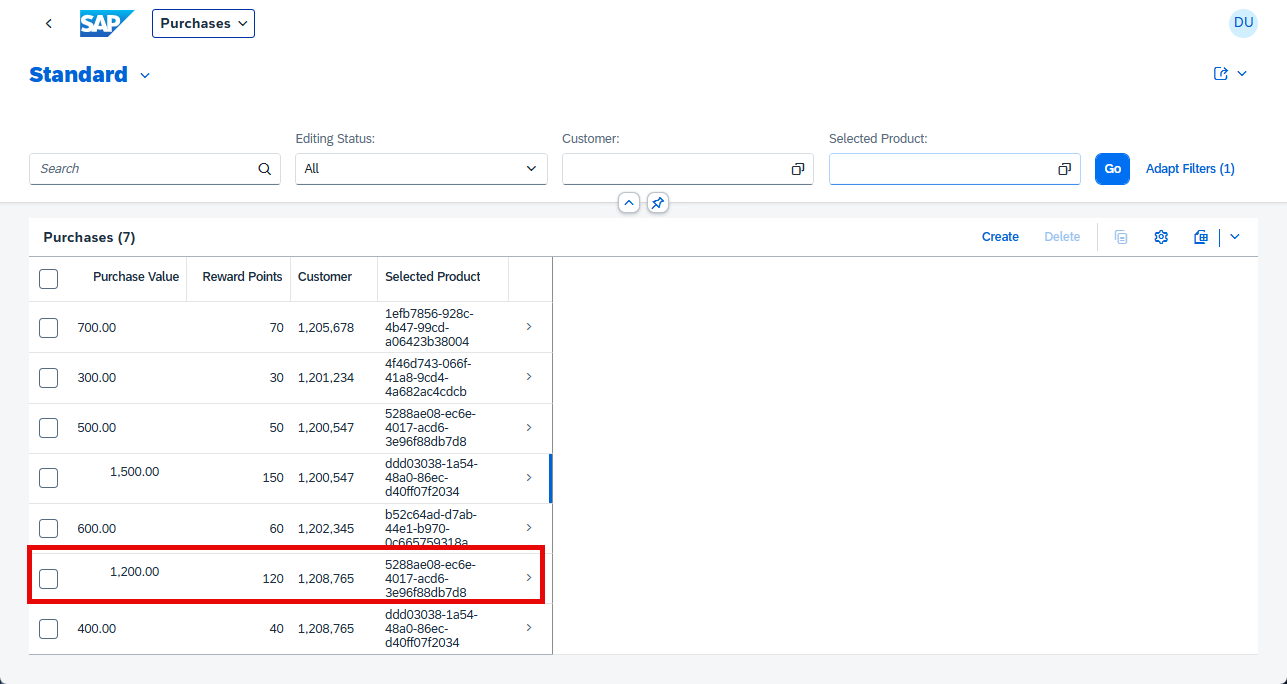 SAP Purchases DU
Standard
Editing Status: Customer: Selected Product:
Search All Go Adapt Filters (1)
Purchases (7) Create Delete
Purchase Value Reward Points Customer Selected Product
1efb7856-928c-
700.00 70 1,205,678 4b47-99cd-
a06423b38004
4f46d743-066f-
300.00 30 1,201,234 41a8-9cd4-
4a682ac4cdcb
5288ae08-ec6e-
500.00 50 1,200,547 4017-acd6-
3e96f88db7d8
ddd03038-1a54-
1,500.00 150 1,200,547 48a0-86ec-
d40ff07f2034
b52c64ad-d7ab-
600.00 60 1,202,345 44e1-b970-
0c665759318a
5288ae08-ec6e-
1,200.00 120 1,208,765 4017-acd6-
3e96f88db7d8
ddd03038-1a54-
400.00 40 1,208,765 48a0-86ec-
d40ff07f2034